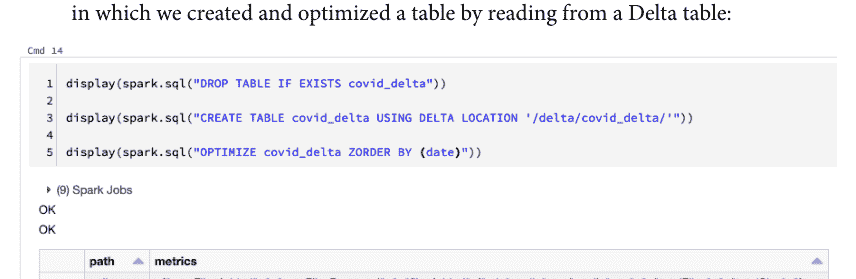 in which we created and optimized a table by reading from a Delta table:
Cmd 14
1 display(spark.sql("DROP TABLE IF EXISTS covid_delta"))
2
3 display(spark.sql("CREATE TABLE covid_delta USING DELTA LOCATION '/delta/covid_delta/'"))
4
5 display(spark.sql("OPTIMIZE covid_delta ZORDER BY (date)"))
(9) Spark Jobs
OK
OK
path metrics